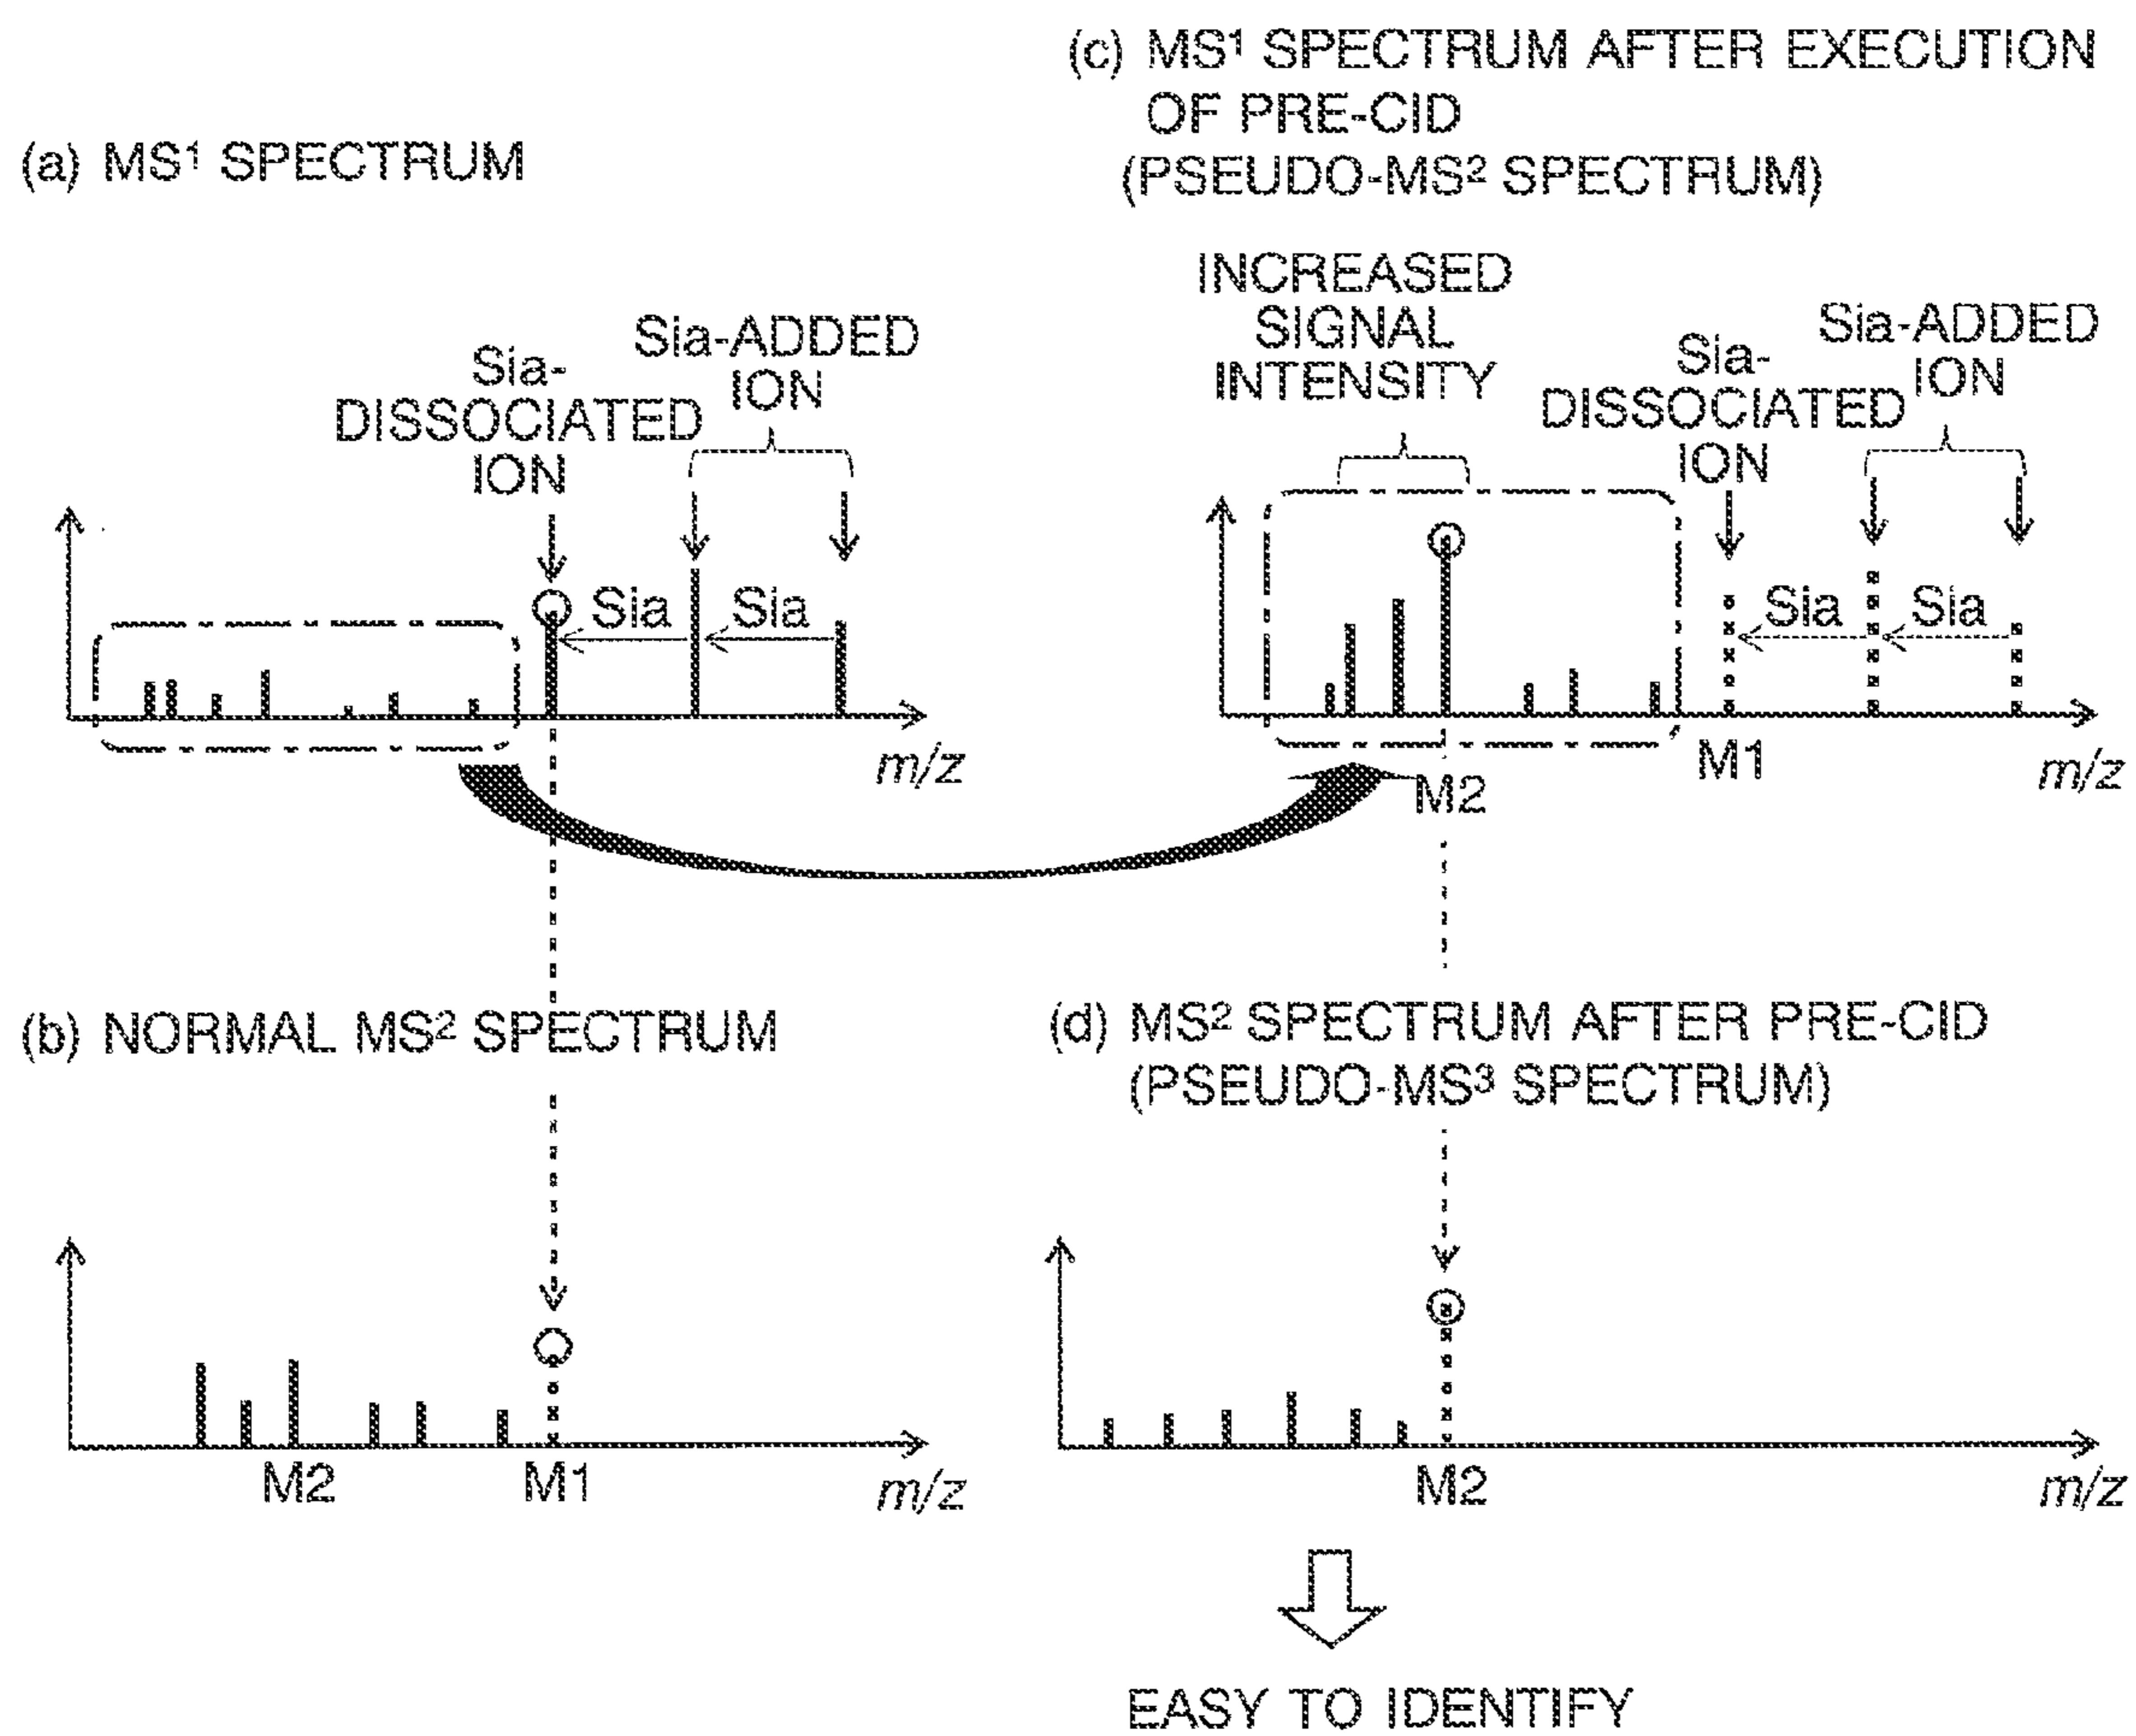 (a) MS¹ SPECTRUM
Sia-
DISSOCIATED
ION
Sia-ADDED
ION
Sia
Sia
m/z
(c) MS¹ SPECTRUM AFTER EXECUTION
OF PRE-CID
(PSEUDO-MS² SPECTRUM)
INCREASED
SIGNAL
INTENSITY
Sia-
DISSOCIATED
ION
Sia-ADDED
ION
Sia
Sia
M2
M1
m/z
(b) NORMAL MS² SPECTRUM
M2
M1
m/z
(d) MS² SPECTRUM AFTER PRE-CID
(PSEUDO-MS³ SPECTRUM)
M2
m/z
EASY TO IDENTIFY